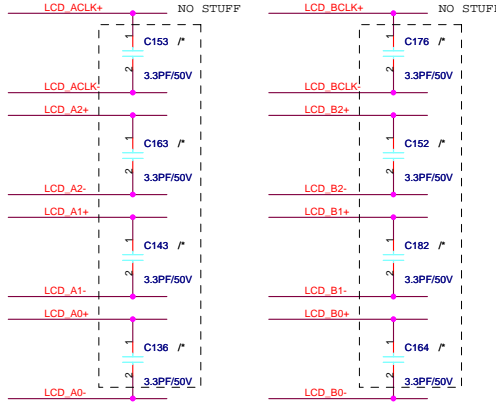 LCD_ACLK+ NO STUFF
1
C153 /*
2
3.3PF/50V
LCD_ACLK-
LCD_A2+
1
C163 /*
2
3.3PF/50V
LCD_A2-
LCD_A1+
1
C143 /*
2
3.3PF/50V
LCD_A1-
LCD_A0+
1
C136 /*
2
3.3PF/50V
LCD_A0-
LCD_BCLK+ NO STUFF
1
C176 /*
2
3.3PF/50V
LCD_BCLK-
LCD_B2+
1
C152 /*
2
3.3PF/50V
LCD_B2-
LCD_B1+
1
C182 /*
2
3.3PF/50V
LCD_B1-
LCD_B0+
1
C164 /*
2
3.3PF/50V
LCD_B0-